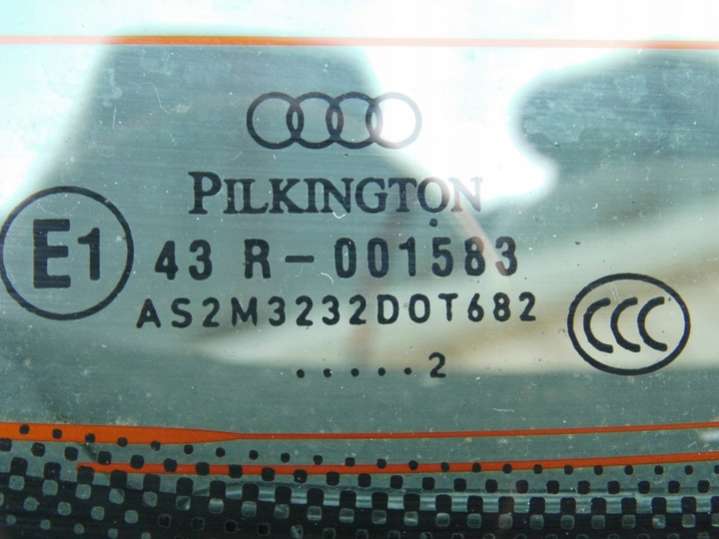 PILKINGTON
E1 43 R-001583
AS2M3232DOT682
CCC
.....2